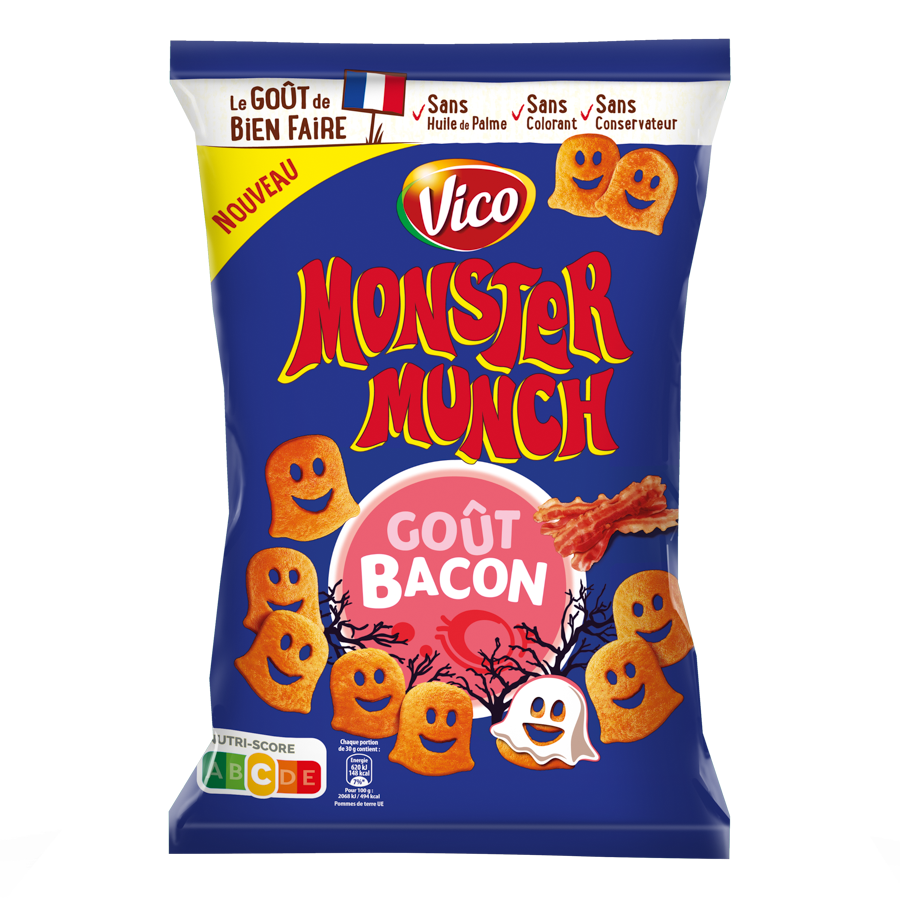 Le GOÛT de
BIEN FAIRE
Sans
Huile de Palme
Sans
Colorant
Sans
Conservateur
NOUVEAU
Vico
MONSTER
MUNCH
GOÛT
BACON
NUTRI-SCORE
A B C D E
Chaque portion
de 30 g contient :
Energie
620 kJ
148 kcal
7%*
Pour 100 g :
2068 kJ / 494 kcal
Pommes de terre UE